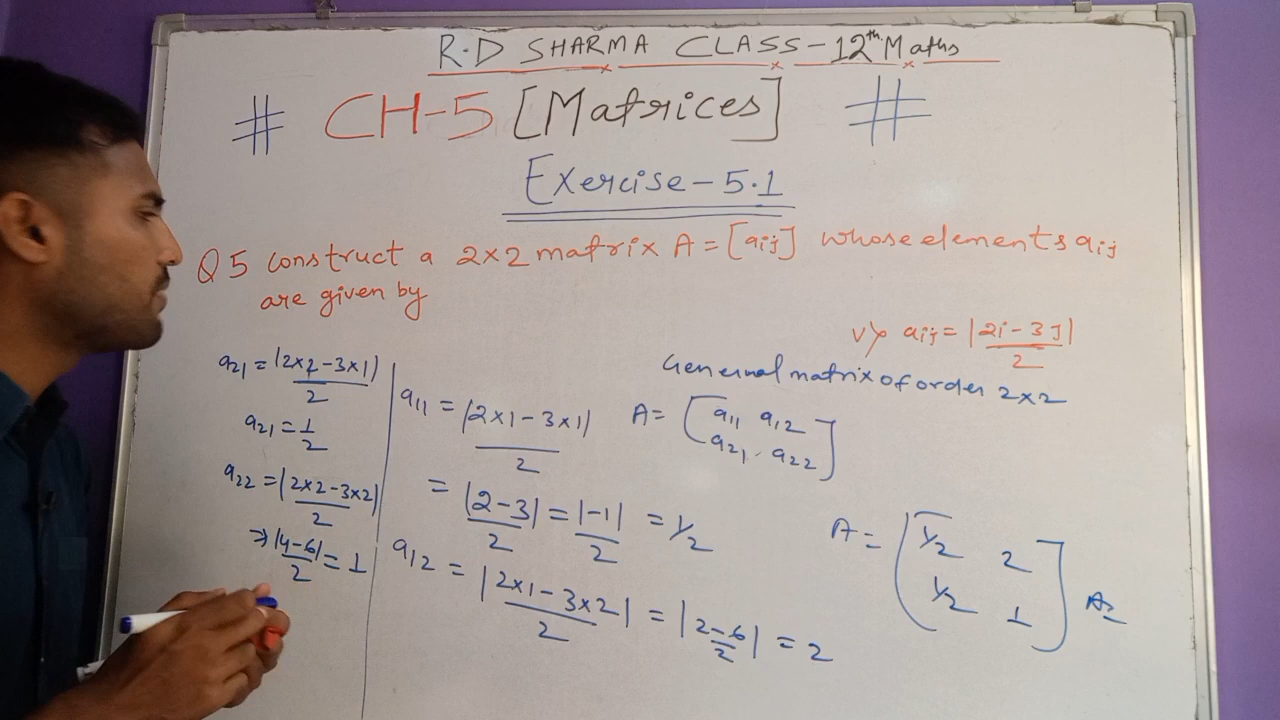 R.D SHARMA CLASS-12th Maths
# CH-5 [Matrices] #
Exercise-5.1
Q5 construct a 2×2 matrix A=[aij] whose elements aij
are given by
v> aij = |2i-3j|/2
General matrix of order 2×2
A= [a11 a12
a21 a22]
a11 = |2×1-3×1|/2
= |2-3|/2 = |-1|/2 = 1/2
a12 = |2×1-3×2|/2 = |2-6|/2 = 2
a21 = |2×2-3×1|/2
a21 = 1/2
a22 = |2×2-3×2|/2
⇒ |4-6|/2 = 1
A= [1/2 2
1/2 1]